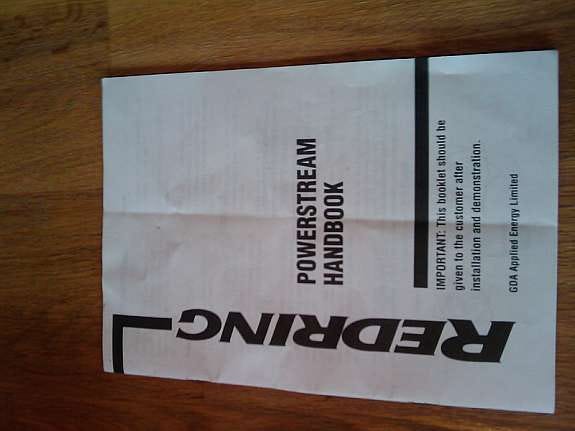 REDRING
POWERSTREAM
HANDBOOK
IMPORTANT: This booklet should be
given to the customer after
installation and demonstration.
GDA Applied Energy Limited